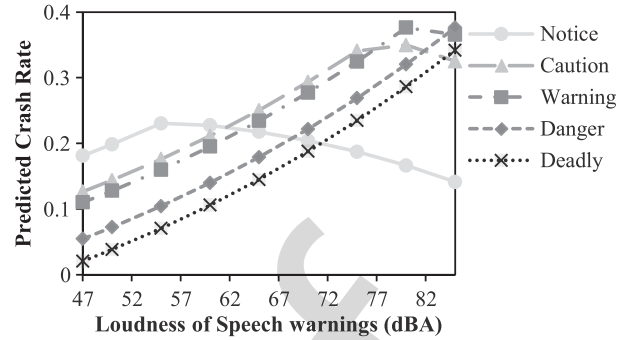 0.4
0.3
0.2
0.1
0
Predicted Crash Rate
47 52 57 62 67 72 77 82
Loudness of Speech warnings (dBA)
Notice
Caution
Warning
Danger
Deadly